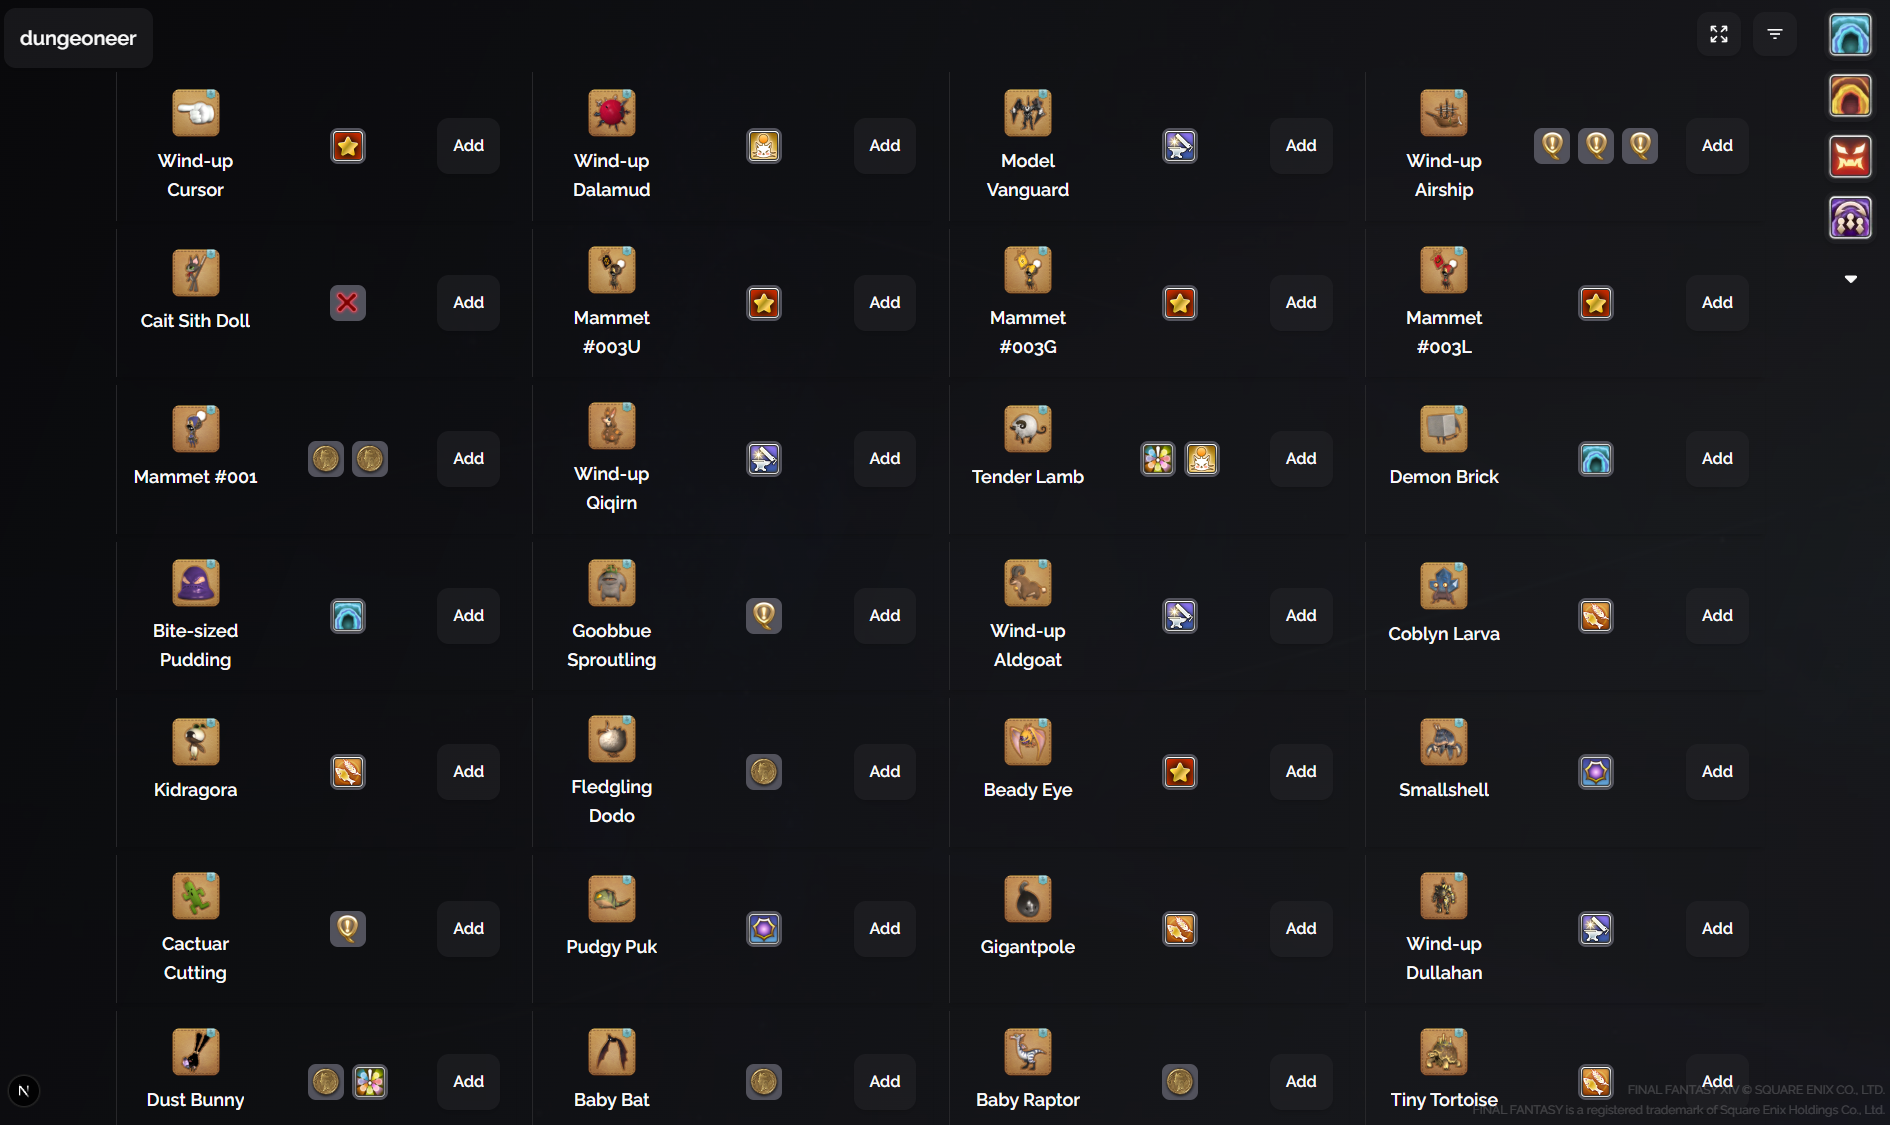 dungeoneer
Wind-up
Cursor
Add
Wind-up
Dalamud
Add
Model
Vanguard
Add
Wind-up
Airship
Add
Cait Sith Doll
Add
Mammet
#003U
Add
Mammet
#003G
Add
Mammet
#003L
Add
Mammet #001
Add
Wind-up
Qiqirn
Add
Tender Lamb
Add
Demon Brick
Add
Bite-sized
Pudding
Add
Goobbue
Sproutling
Add
Wind-up
Aldgoat
Add
Coblyn Larva
Add
Kidragora
Add
Fledgling
Dodo
Add
Beady Eye
Add
Smallshell
Add
Cactuar
Cutting
Add
Pudgy Puk
Add
Gigantpole
Add
Wind-up
Dullahan
Add
Dust Bunny
Add
Baby Bat
Add
Baby Raptor
Add
Tiny Tortoise
Add
N
FINAL FANTASY XIV © SQUARE ENIX CO., LTD.
FINAL FANTASY is a registered trademark of Square Enix Holdings Co., Ltd.